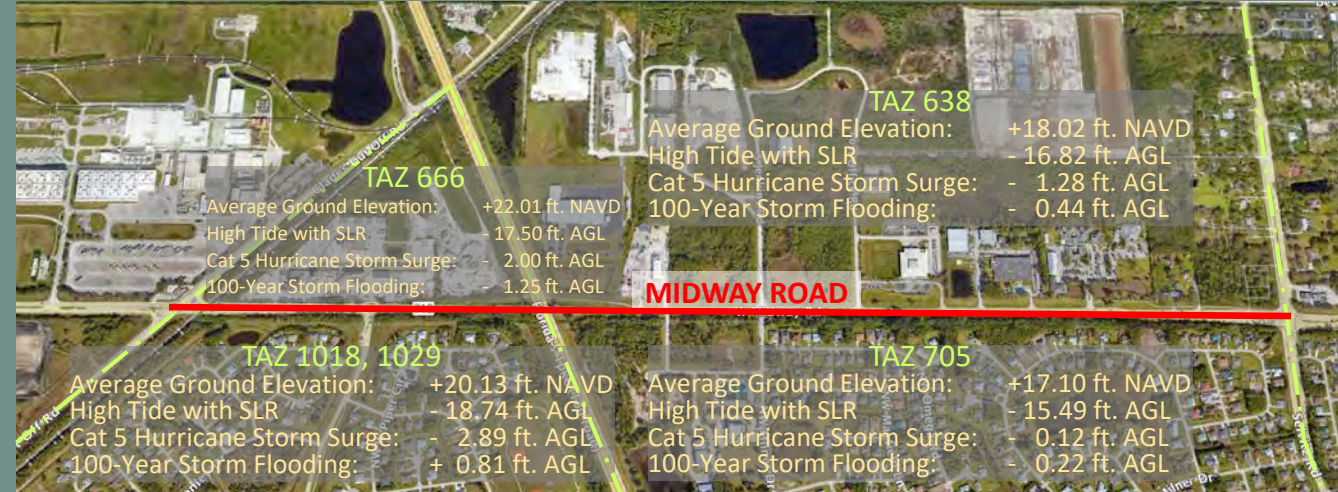 TAZ 638
Average Ground Elevation: +18.02 ft. NAVD
High Tide with SLR - 16.82 ft. AGL
Cat 5 Hurricane Storm Surge: - 1.28 ft. AGL
100-Year Storm Flooding: - 0.44 ft. AGL
TAZ 666
Average Ground Elevation: +22.01 ft. NAVD
High Tide with SLR - 17.50 ft. AGL
Cat 5 Hurricane Storm Surge: - 2.00 ft. AGL
100-Year Storm Flooding: - 1.25 ft. AGL
MIDWAY ROAD
TAZ 1018, 1029
Average Ground Elevation: +20.13 ft. NAVD
High Tide with SLR - 18.74 ft. AGL
Cat 5 Hurricane Storm Surge: - 2.89 ft. AGL
100-Year Storm Flooding: + 0.81 ft. AGL
TAZ 705
Average Ground Elevation: +17.10 ft. NAVD
High Tide with SLR - 15.49 ft. AGL
Cat 5 Hurricane Storm Surge: - 0.12 ft. AGL
100-Year Storm Flooding: - 0.22 ft. AGL